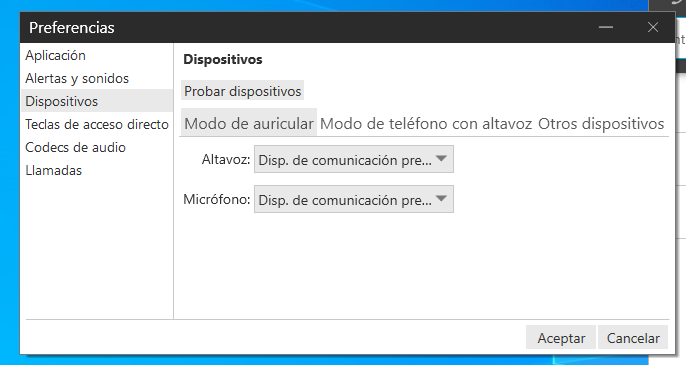 Preferencias
Aplicación
Alertas y sonidos
Dispositivos
Teclas de acceso directo
Codecs de audio
Llamadas
Dispositivos
Probar dispositivos
Modo de auricular Modo de teléfono con altavoz Otros dispositivos
Altavoz: Disp. de comunicación pre...
Micrófono: Disp. de comunicación pre...
Aceptar Cancelar